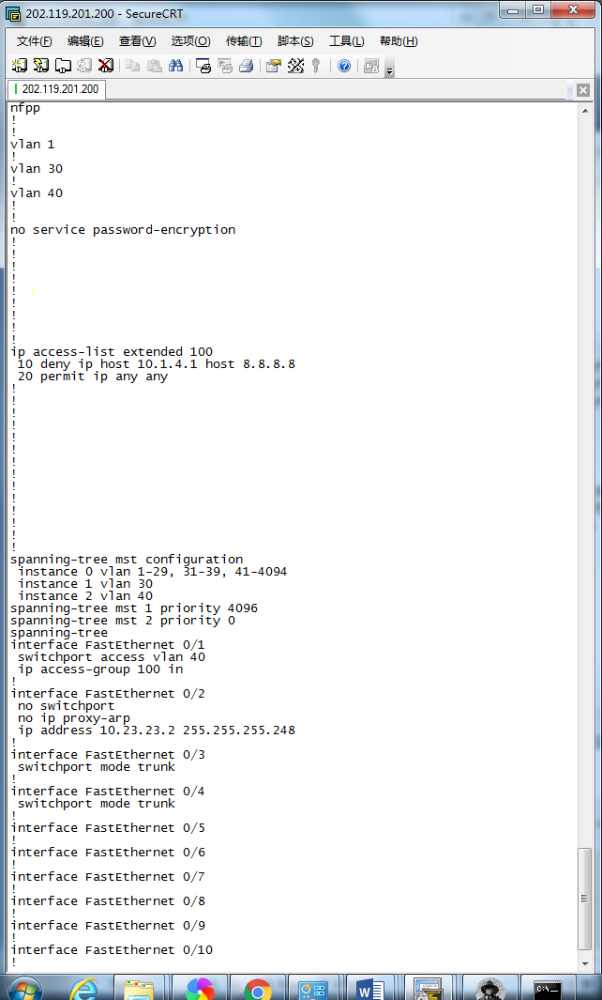 202.119.201.200 - SecureCRT
文件(F) 编辑(E) 查看(V) 选项(O) 传输(T) 脚本(S) 工具(L) 帮助(H)
202.119.201.200
nfpp
!
!
vlan 1
!
vlan 30
!
vlan 40
!
!
no service password-encryption
!
!
!
!
!
!
!
!
!
ip access-list extended 100
 10 deny ip host 10.1.4.1 host 8.8.8.8
 20 permit ip any any
!
!
!
!
!
!
!
!
!
!
!
!
!
!
spanning-tree mst configuration
 instance 0 vlan 1-29, 31-39, 41-4094
 instance 1 vlan 30
 instance 2 vlan 40
spanning-tree mst 1 priority 4096
spanning-tree mst 2 priority 0
spanning-tree
interface FastEthernet 0/1
 switchport access vlan 40
 ip access-group 100 in
!
interface FastEthernet 0/2
 no switchport
 no ip proxy-arp
 ip address 10.23.23.2 255.255.255.248
!
interface FastEthernet 0/3
 switchport mode trunk
!
interface FastEthernet 0/4
 switchport mode trunk
!
interface FastEthernet 0/5
!
interface FastEthernet 0/6
!
interface FastEthernet 0/7
!
interface FastEthernet 0/8
!
interface FastEthernet 0/9
!
interface FastEthernet 0/10
!
W
C:\